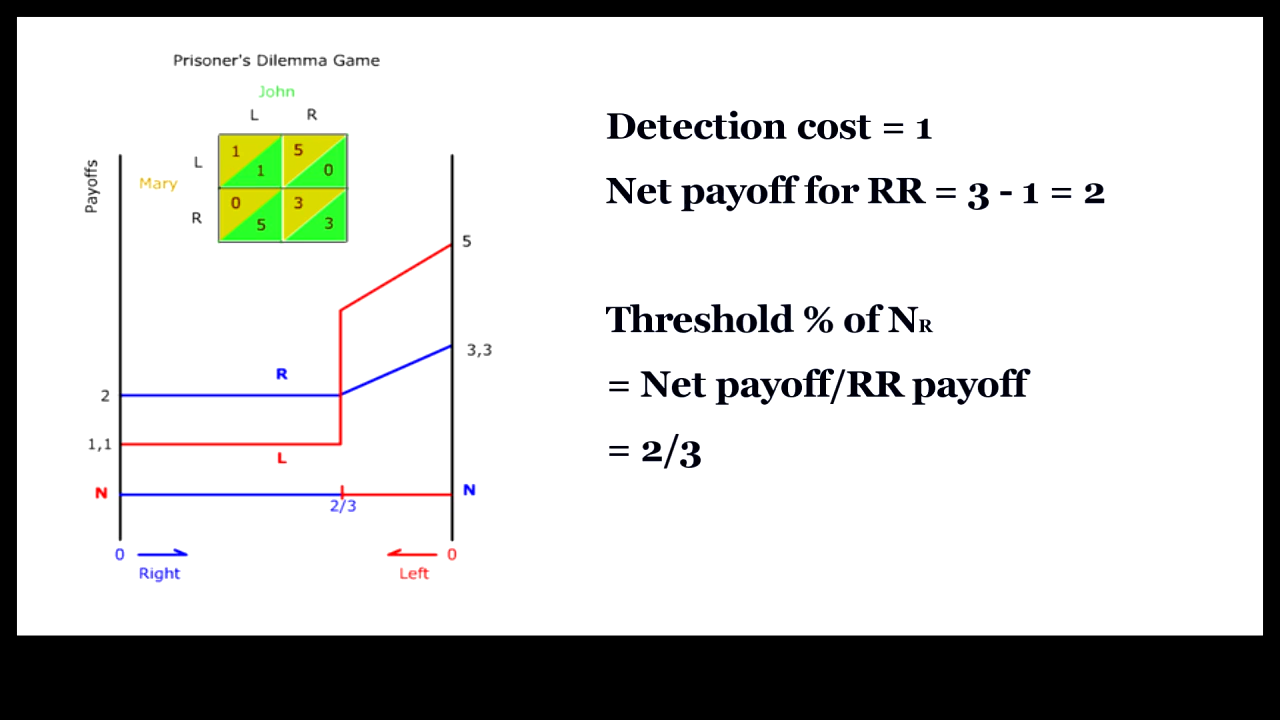 Prisoner's Dilemma Game
John
L R
Payoffs
Mary
L
1 5
1 0
R
0 3
5 3
5
3,3
R
2
1,1
L
N N
2/3
0 0
Right Left
Detection cost = 1
Net payoff for RR = 3 - 1 = 2
Threshold % of NR
= Net payoff/RR payoff
= 2/3